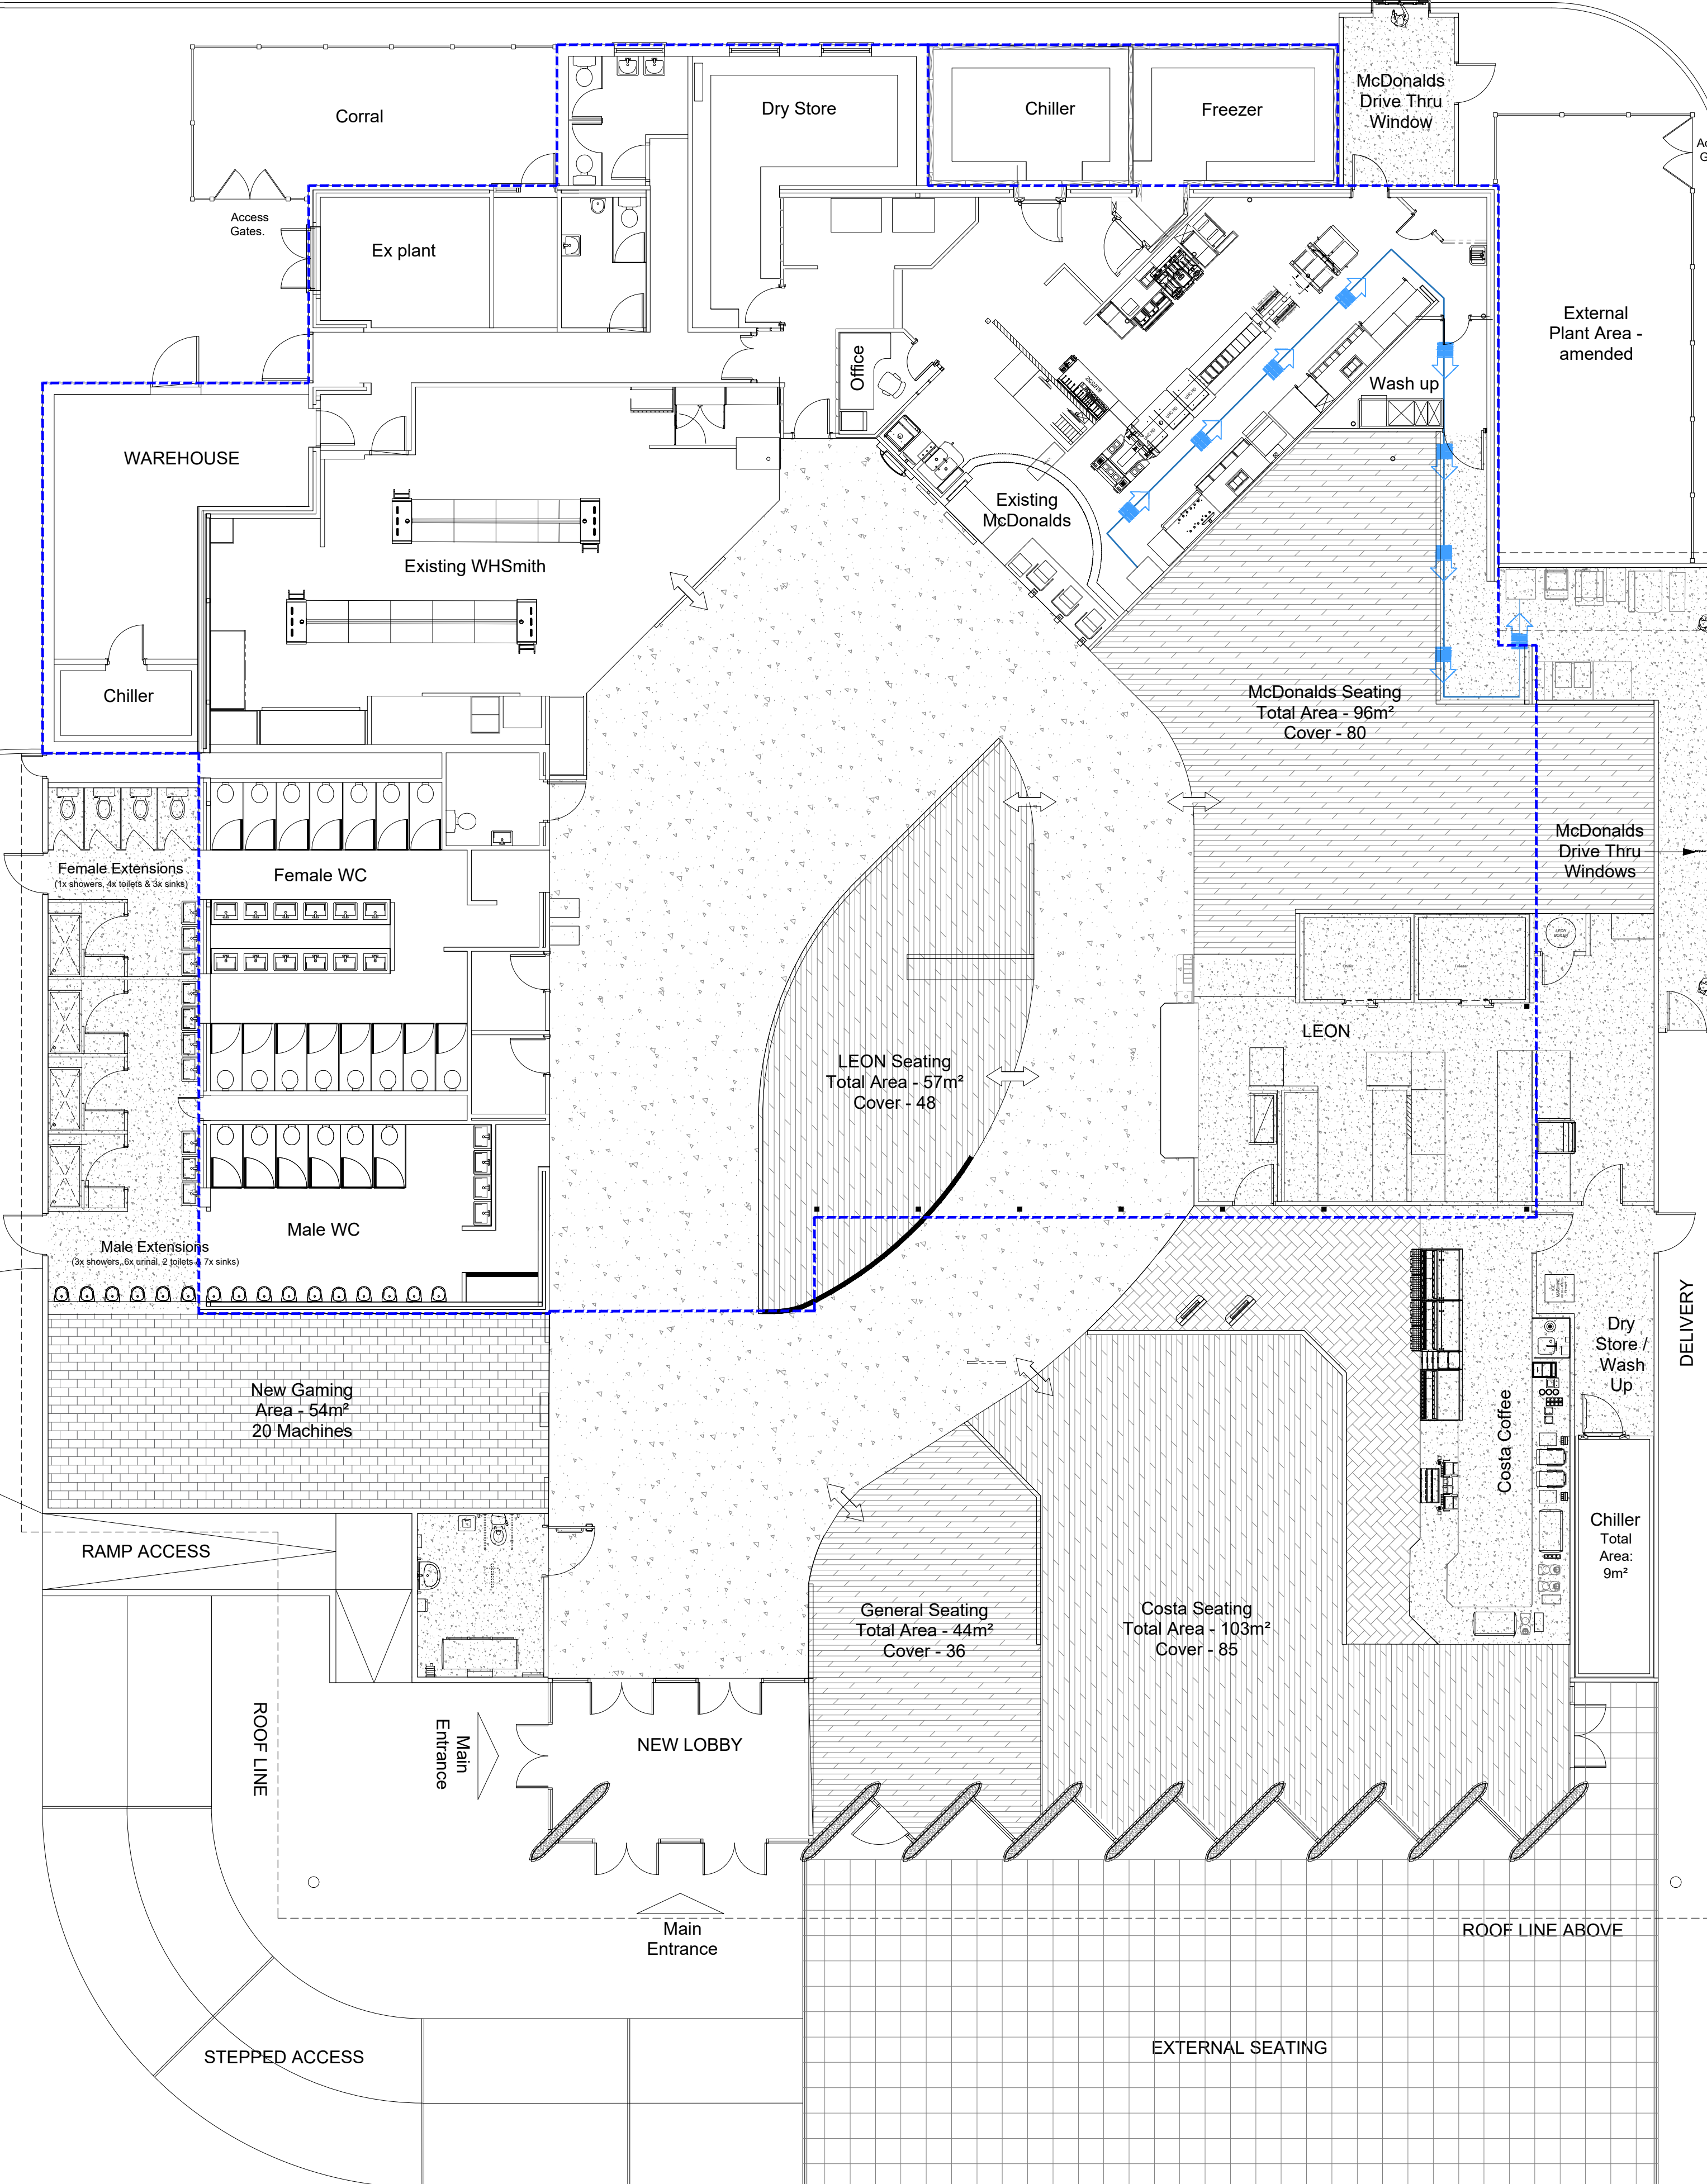 McDonalds
Drive Thru
Window
Corral
Dry Store
Chiller
Freezer
Access
Gates.
Ex plant
External
Plant Area -
amended
Office
Wash up
WAREHOUSE
Existing
McDonalds
Existing WHSmith
Chiller
McDonalds Seating
Total Area - 96m²
Cover - 80
McDonalds
Drive Thru
Windows
Female Extensions
(1x showers, 4x toilets & 3x sinks)
Female WC
LEON
LEON Seating
Total Area - 57m²
Cover - 48
Male WC
Male Extensions
(3x showers, 6x urinal, 2 toilets & 7x sinks)
DELIVERY
Dry
Store /
Wash
Up
New Gaming
Area - 54m²
20 Machines
Costa Coffee
Chiller
Total
Area:
9m²
RAMP ACCESS
General Seating
Total Area - 44m²
Cover - 36
Costa Seating
Total Area - 103m²
Cover - 85
ROOF LINE
Main
Entrance
NEW LOBBY
Main
Entrance
ROOF LINE ABOVE
STEPPED ACCESS
EXTERNAL SEATING